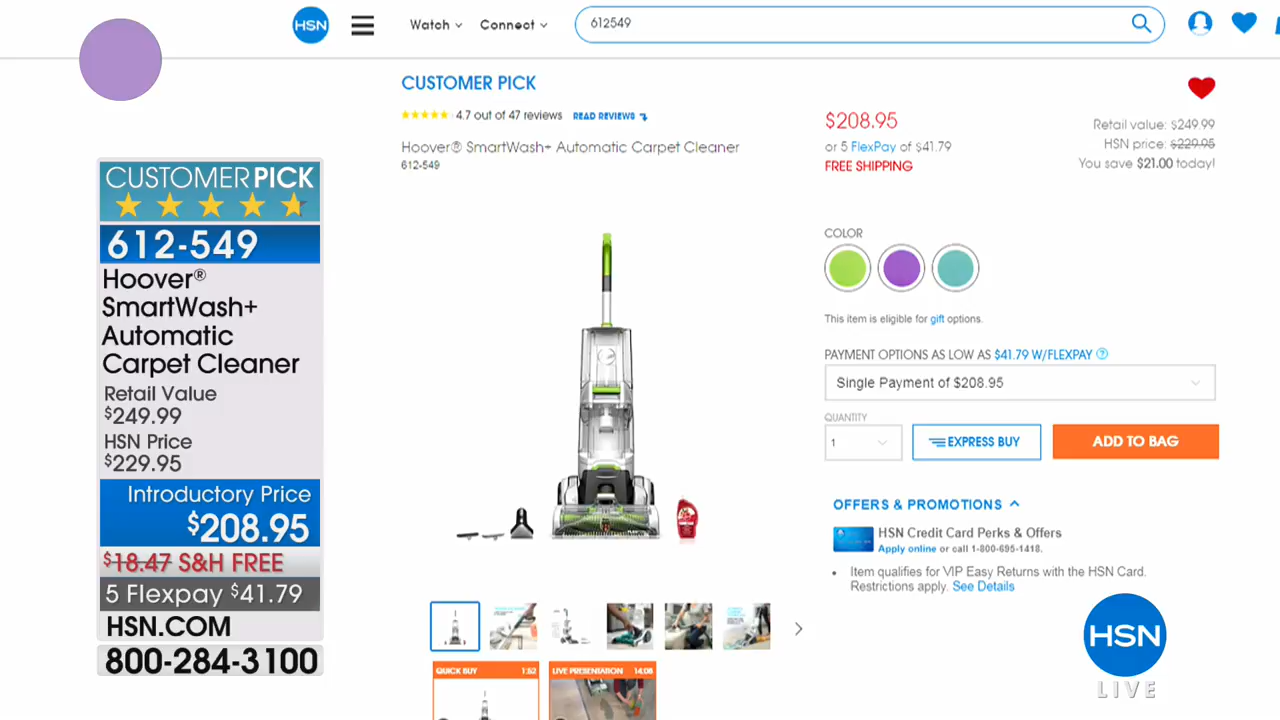 HSN
Watch
Connect
612549
CUSTOMER PICK
4.7 out of 47 reviews READ REVIEWS
Hoover® SmartWash+ Automatic Carpet Cleaner
612-549
$208.95
or 5 FlexPay of $41.79
FREE SHIPPING
Retail value: $249.99
HSN price: $229.95
You save $21.00 today!
COLOR
This item is eligible for gift options.
PAYMENT OPTIONS AS LOW AS $41.79 W/FLEXPAY ?
Single Payment of $208.95
QUANTITY
1
EXPRESS BUY
ADD TO BAG
OFFERS & PROMOTIONS
HSN Credit Card Perks & Offers
Apply online or call 1-800-695-1418.
• Item qualifies for VIP Easy Returns with the HSN Card.
Restrictions apply. See Details
QUICK BUY 1:52
LIVE PRESENTATION 14:08
CUSTOMER PICK
612-549
Hoover®
SmartWash+
Automatic
Carpet Cleaner
Retail Value
$249.99
HSN Price
$229.95
Introductory Price
$208.95
$18.47 S&H FREE
5 Flexpay $41.79
HSN.COM
800-284-3100
HSN
LIVE